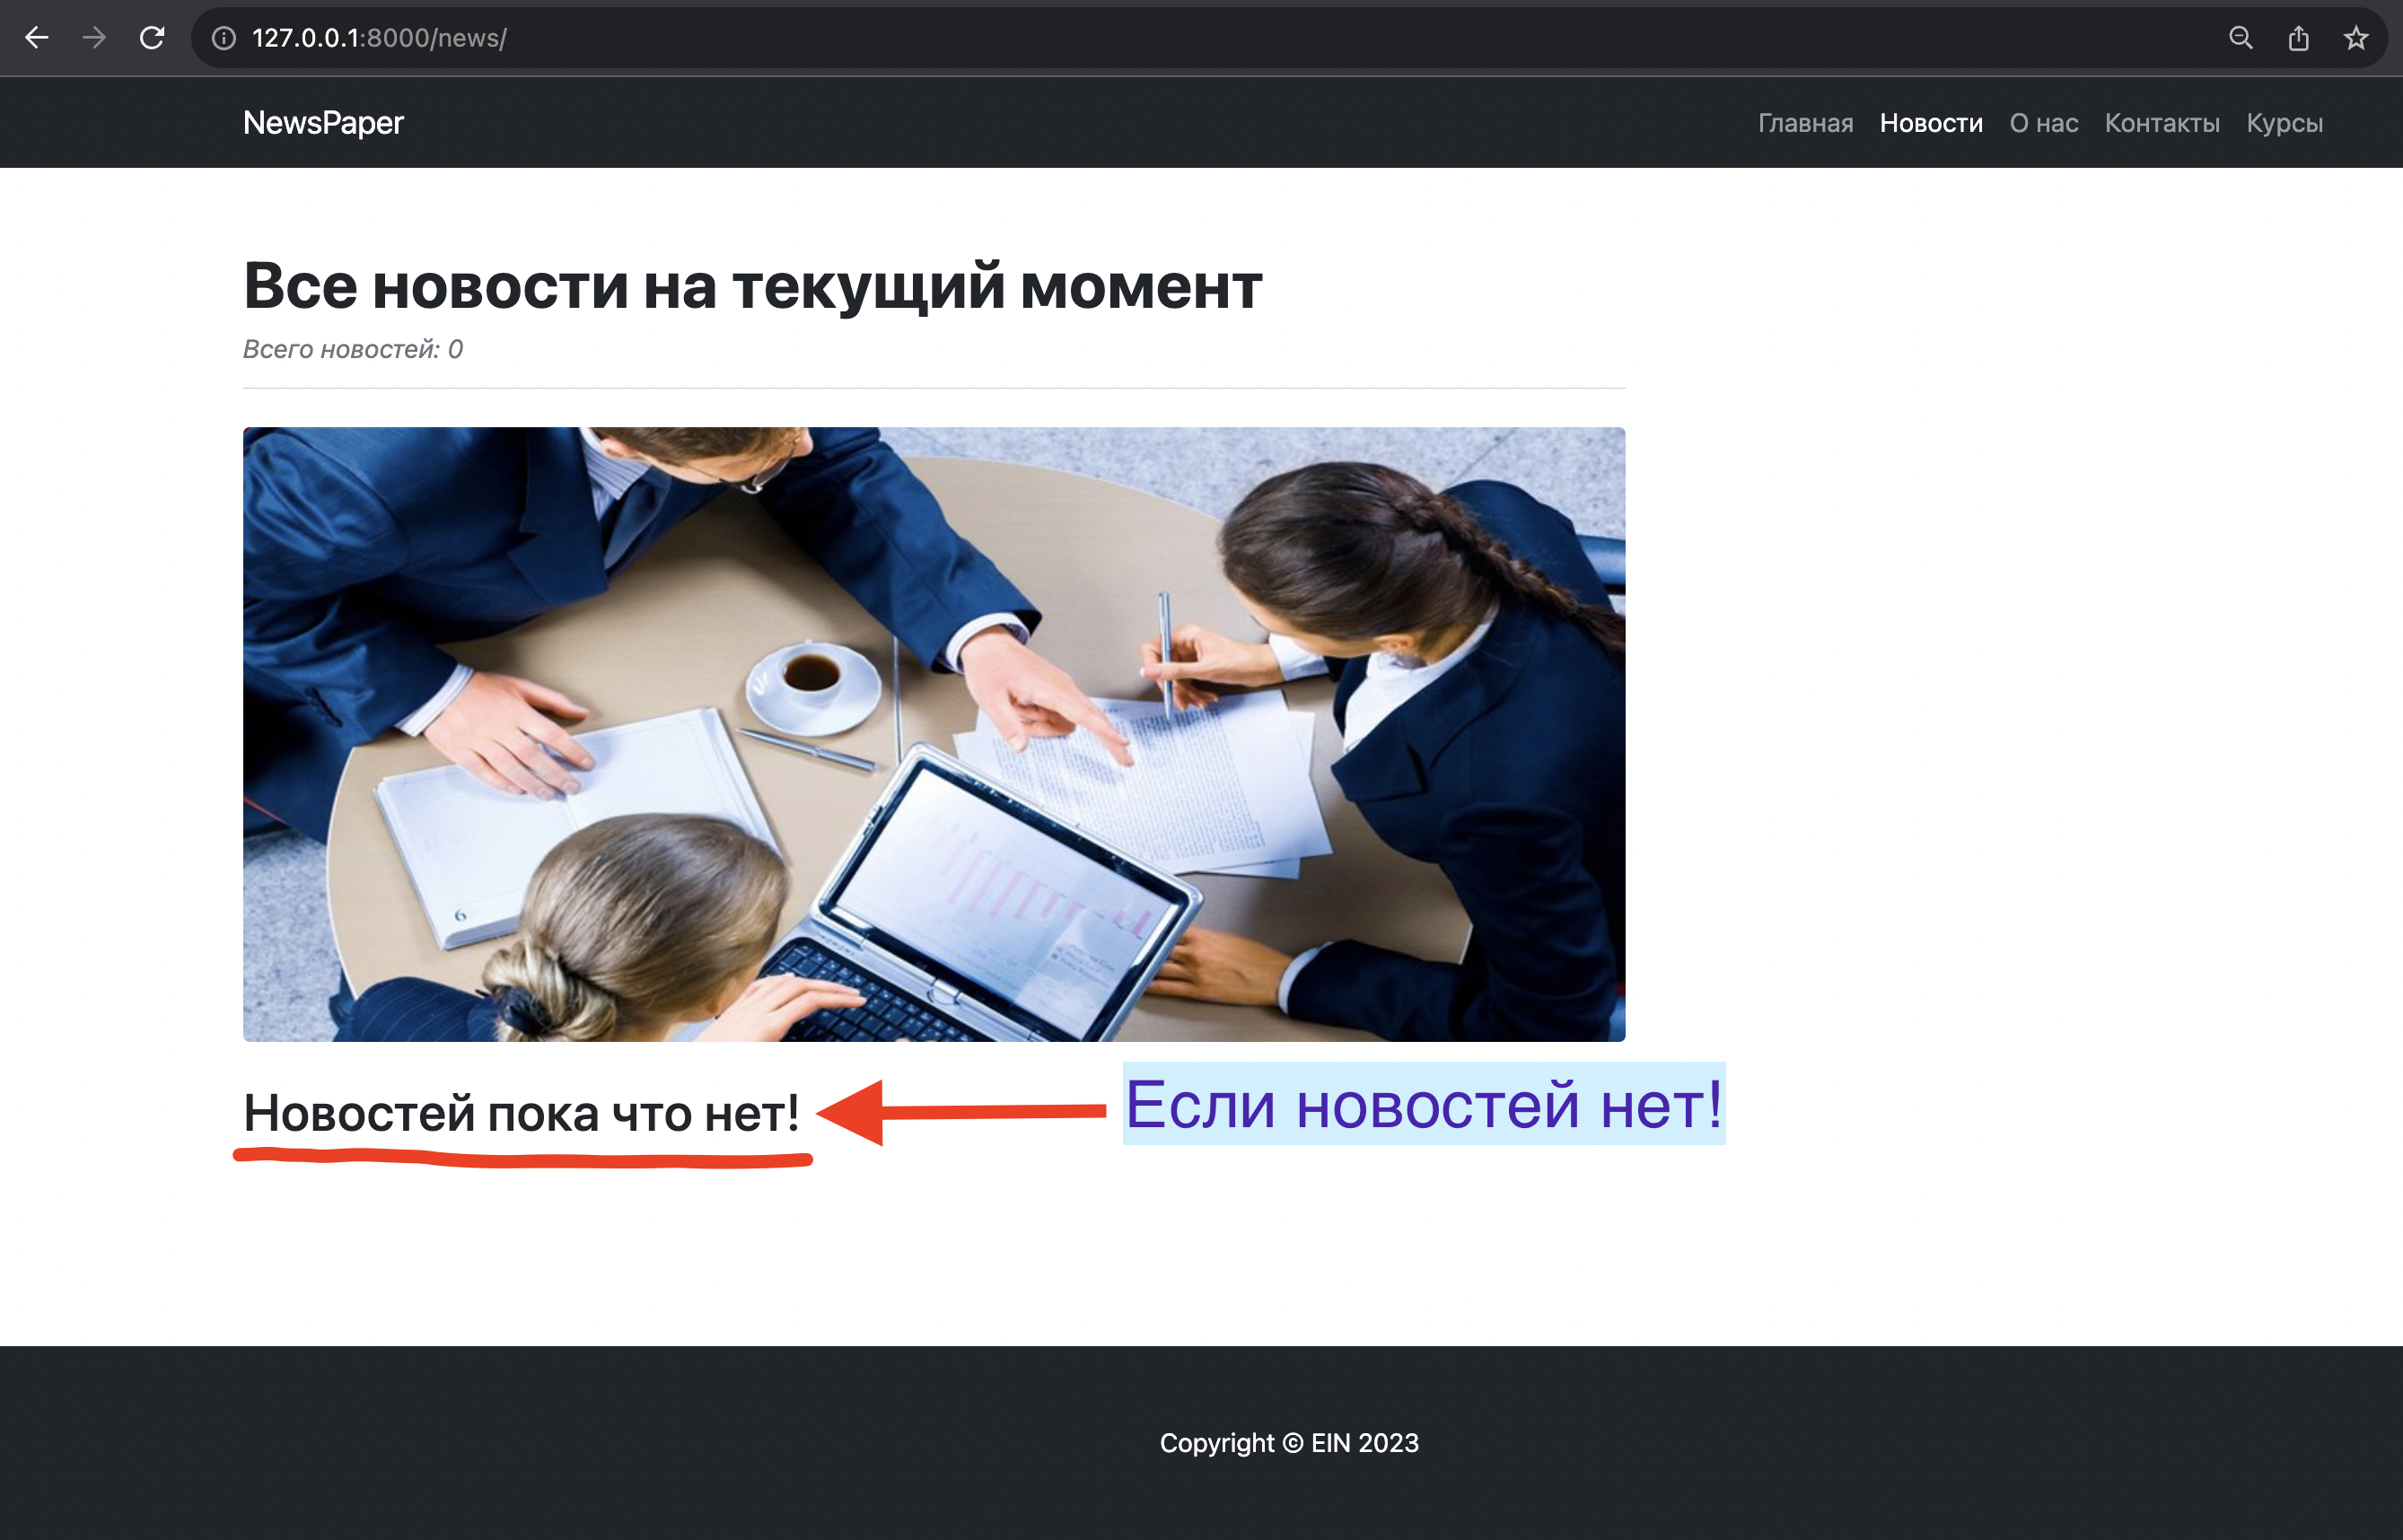 127.0.0.1:8000/news/
NewsPaper
Главная Новости О нас Контакты Курсы
Все новости на текущий момент
Всего новостей: 0
6
Новостей пока что нет!
Если новостей нет!
Copyright © EIN 2023